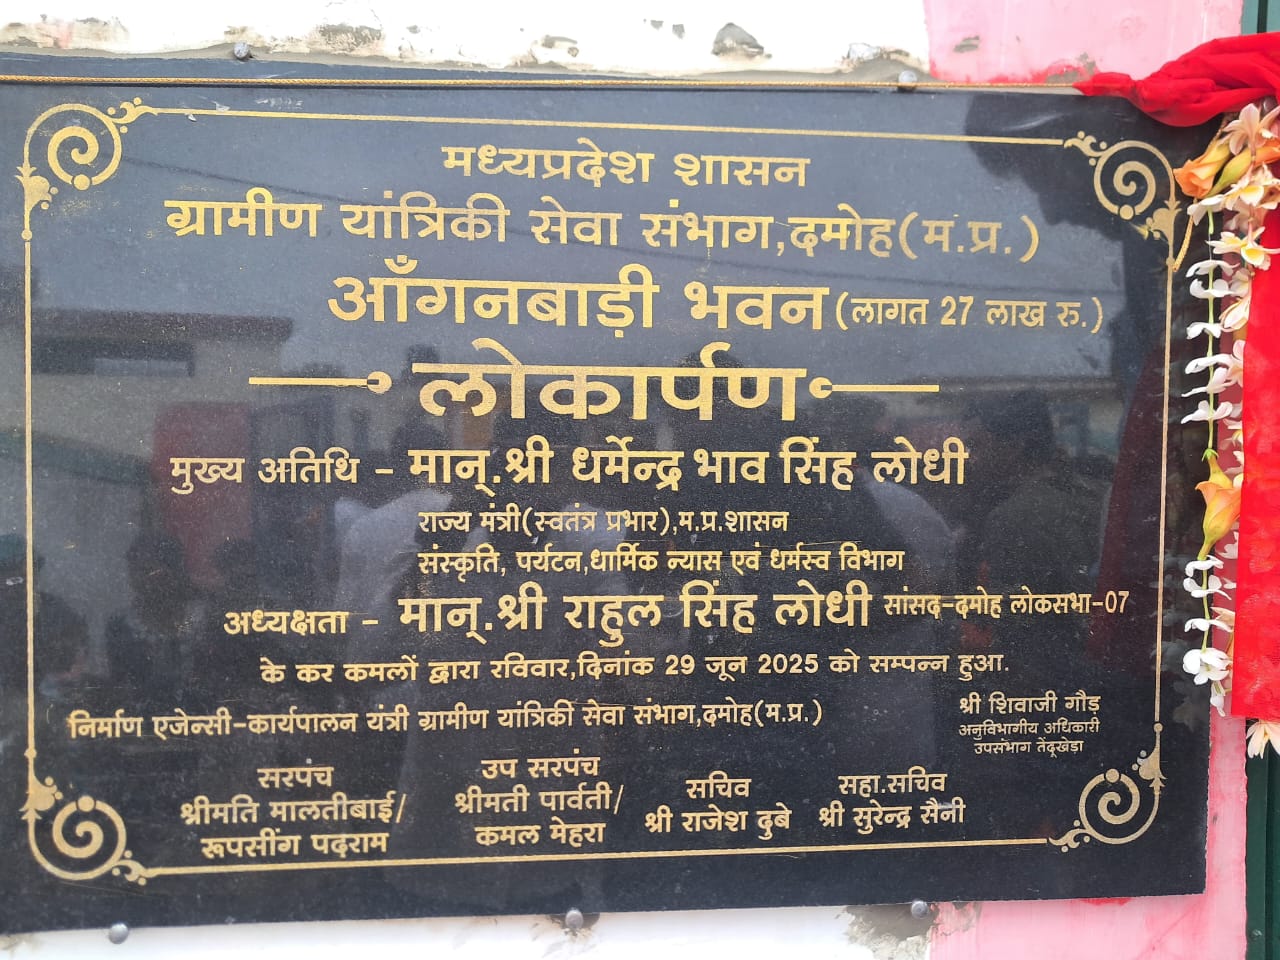 मध्यप्रदेश शासन
ग्रामीण यांत्रिकी सेवा संभाग,दमोह(म.प्र.)
आँगनबाड़ी भवन(लागत 27 लाख रु.)
लोकार्पण
मुख्य अतिथि - मान्.श्री धर्मेन्द्र भाव सिंह लोधी
राज्य मंत्री(स्वतंत्र प्रभार),म.प्र.शासन
संस्कृति, पर्यटन,धार्मिक न्यास एवं धर्मस्व विभाग
अध्यक्षता - मान्.श्री राहुल सिंह लोधी सांसद-दमोह लोकसभा-07
के कर कमलों द्वारा रविवार,दिनांक 29 जून 2025 को सम्पन्न हुआ.
निर्माण एजेन्सी-कार्यपालन यंत्री ग्रामीण यांत्रिकी सेवा संभाग,दमोह(म.प्र.)
श्री शिवाजी गौड़
अनुविभागीय अधिकारी
उपसंभाग तेंदूखेड़ा
सरपंच
श्रीमति मालतीबाई/
रूपसींग पढ़राम
उप सरपंच
श्रीमती पार्वती/
कमल मेहरा
सचिव
श्री राजेश दुबे
सहा.सचिव
श्री सुरेन्द्र सैनी